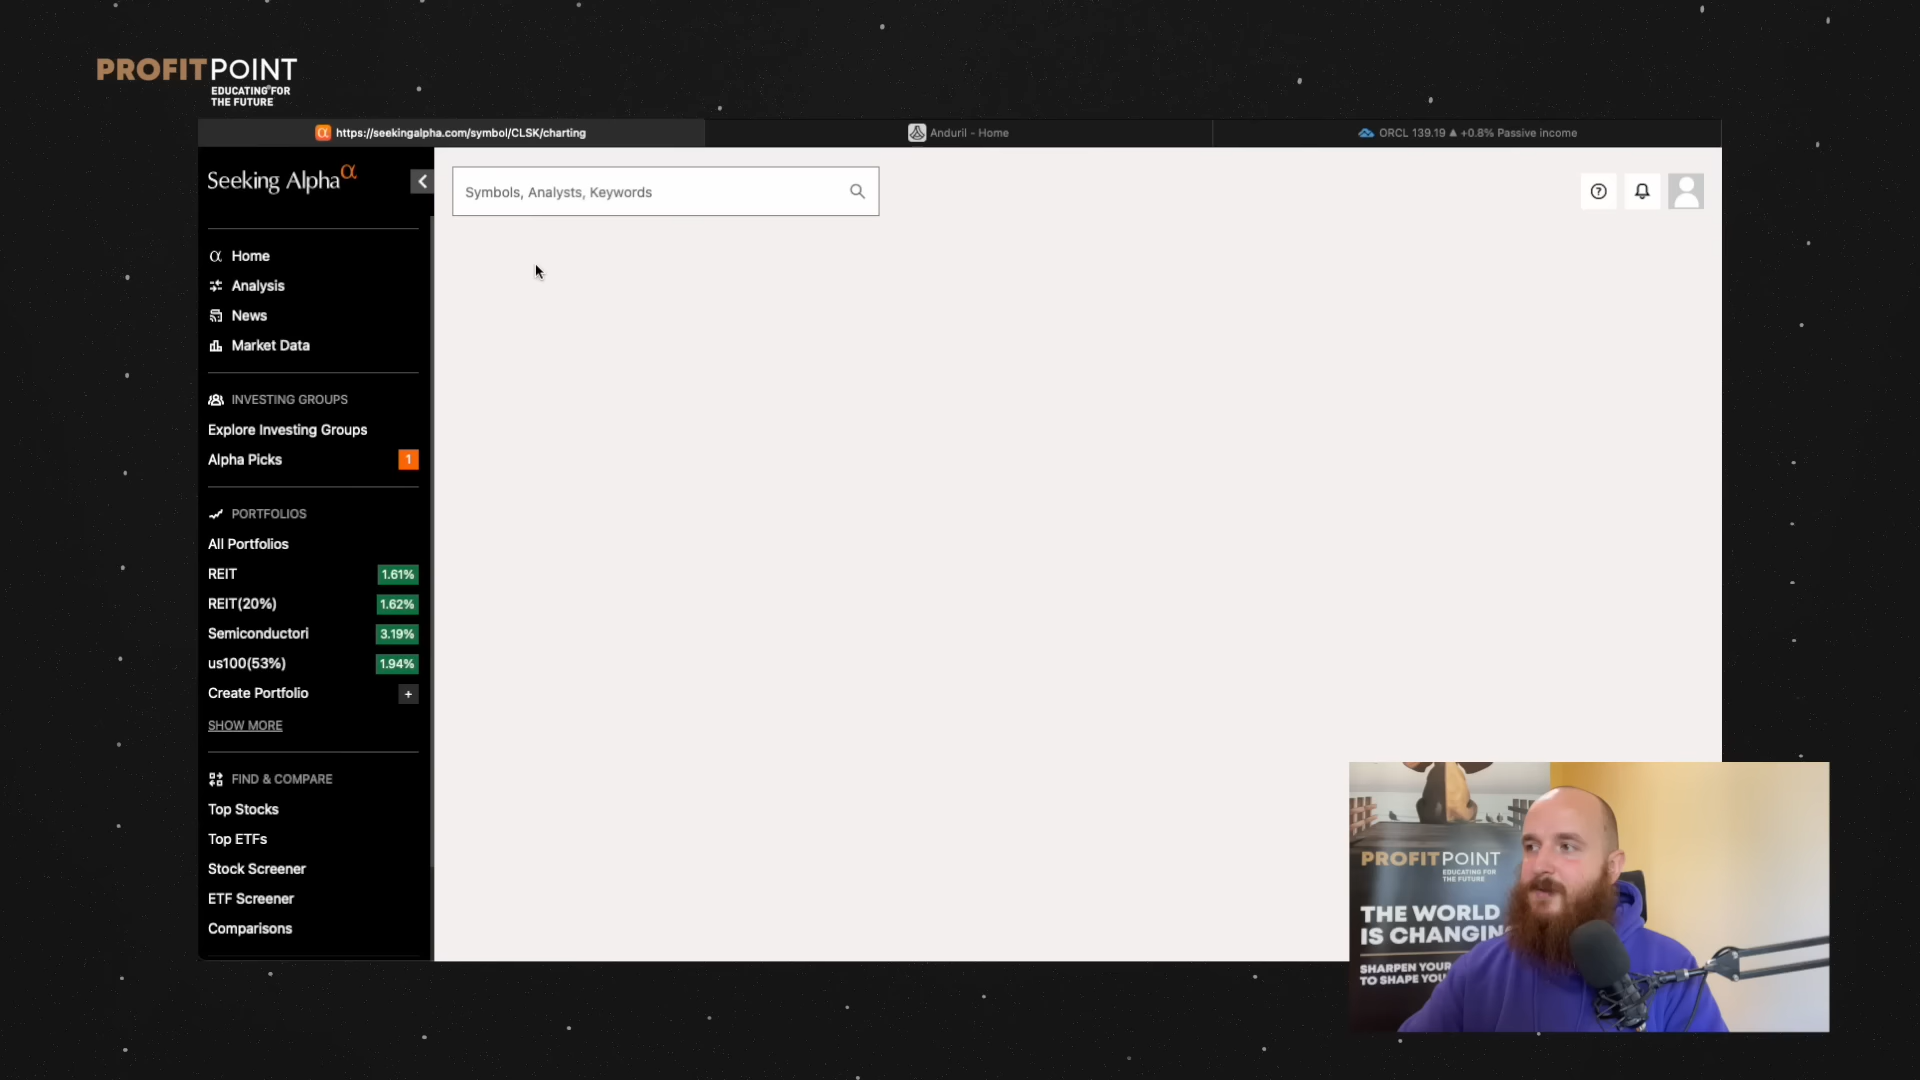 PROFITPOINT
EDUCATING FOR
THE FUTURE
https://seekingalpha.com/symbol/CLSK/charting
Anduril - Home
ORCL 139.19 ▲ +0.8% Passive income
Seeking Alpha α
Symbols, Analysts, Keywords
Home
Analysis
News
Market Data
INVESTING GROUPS
Explore Investing Groups
Alpha Picks 1
PORTFOLIOS
All Portfolios
REIT 1.61%
REIT(20%) 1.62%
Semiconductori 3.19%
us100(53%) 1.94%
Create Portfolio +
SHOW MORE
FIND & COMPARE
Top Stocks
Top ETFs
Stock Screener
ETF Screener
Comparisons
PROFITPOINT
EDUCATING FOR
THE FUTURE
THE WORLD
IS CHANGIN
SHARPEN YOUR
TO SHAPE YOU